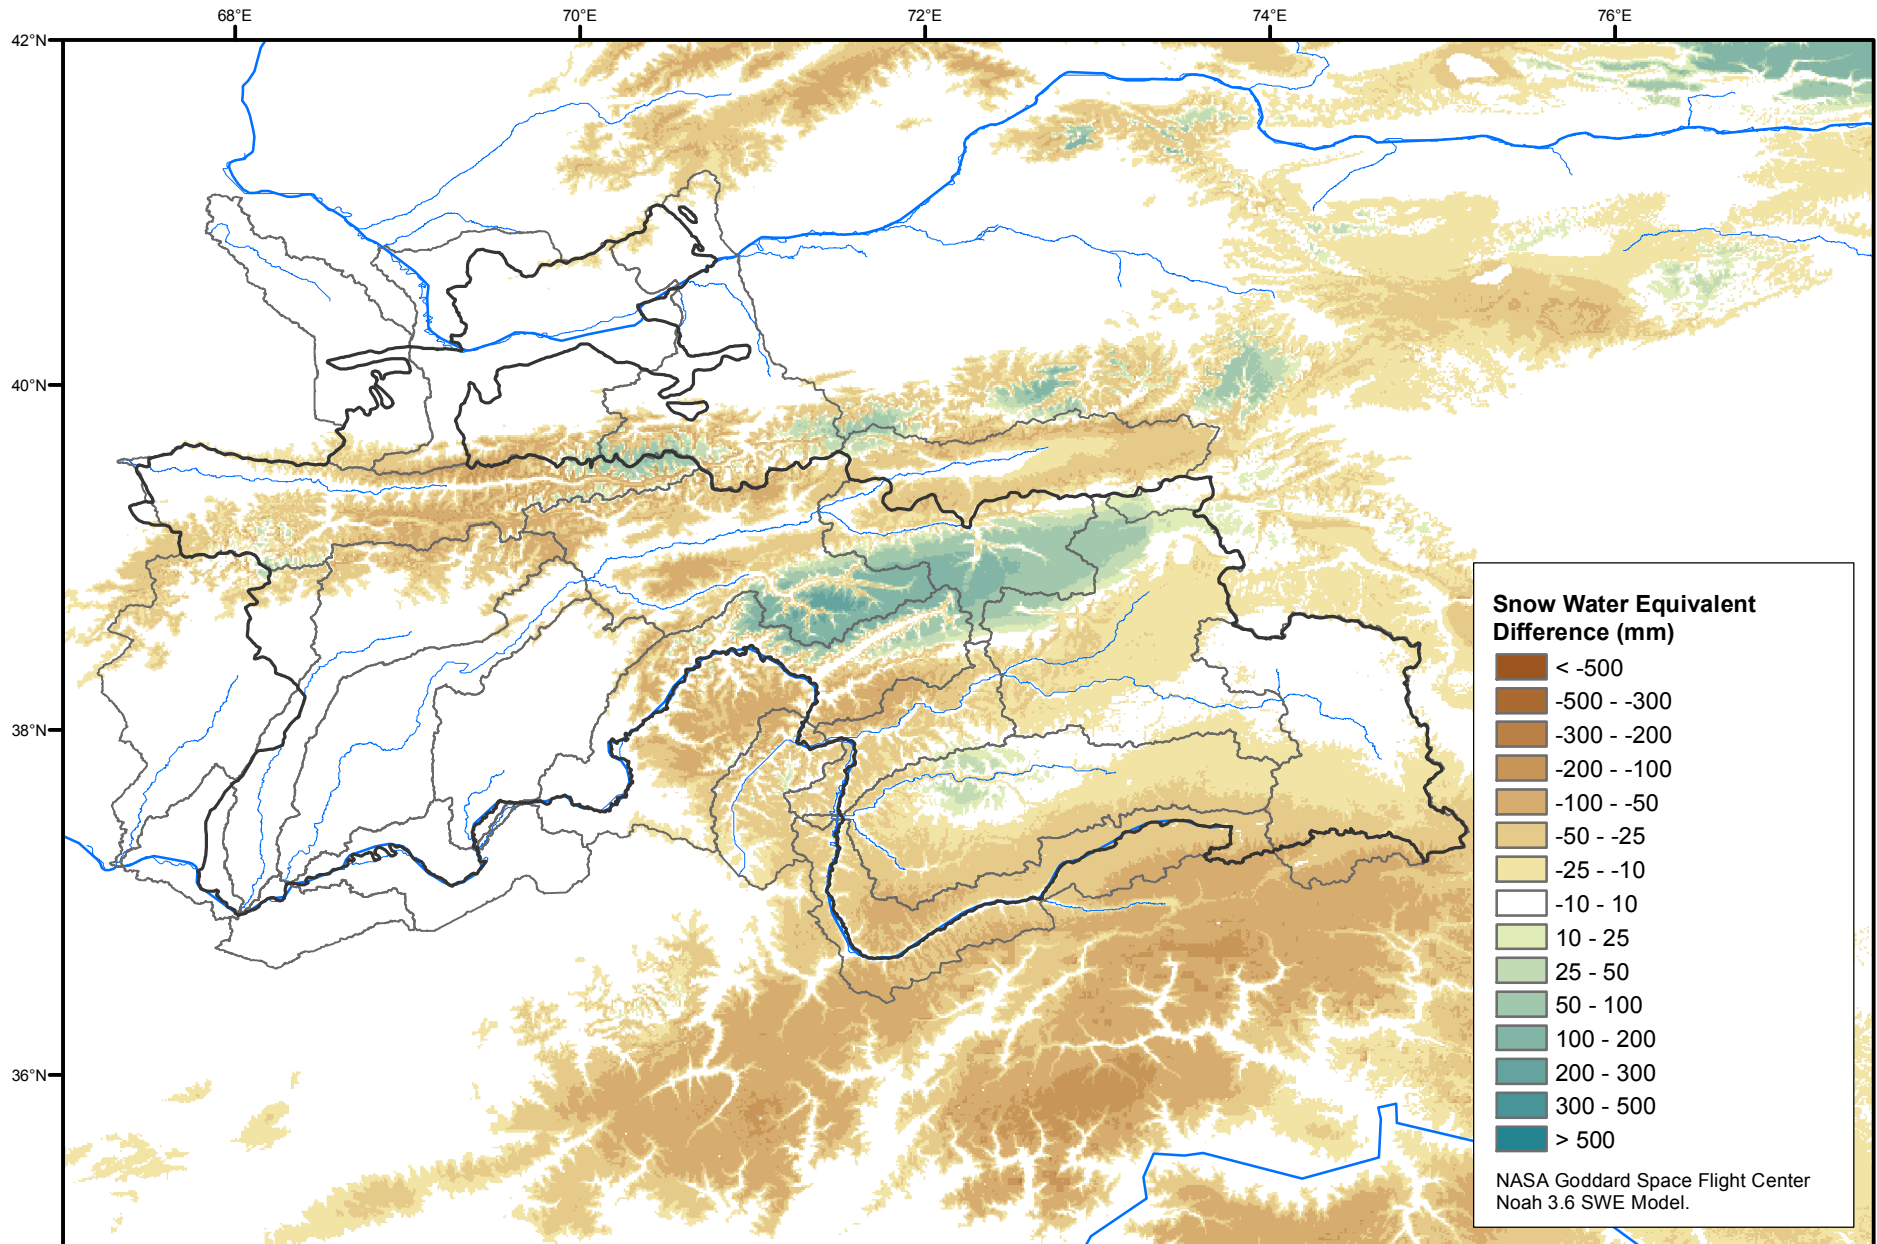 68°E
70°E
72°E
74°E
76°E
42°N
40°N
38°N
36°N
Snow Water Equivalent
Difference (mm)
< -500
-500 - -300
-300 - -200
-200 - -100
-100 - -50
-50 - -25
-25 - -10
-10 - 10
10 - 25
25 - 50
50 - 100
100 - 200
200 - 300
300 - 500
> 500
NASA Goddard Space Flight Center
Noah 3.6 SWE Model.